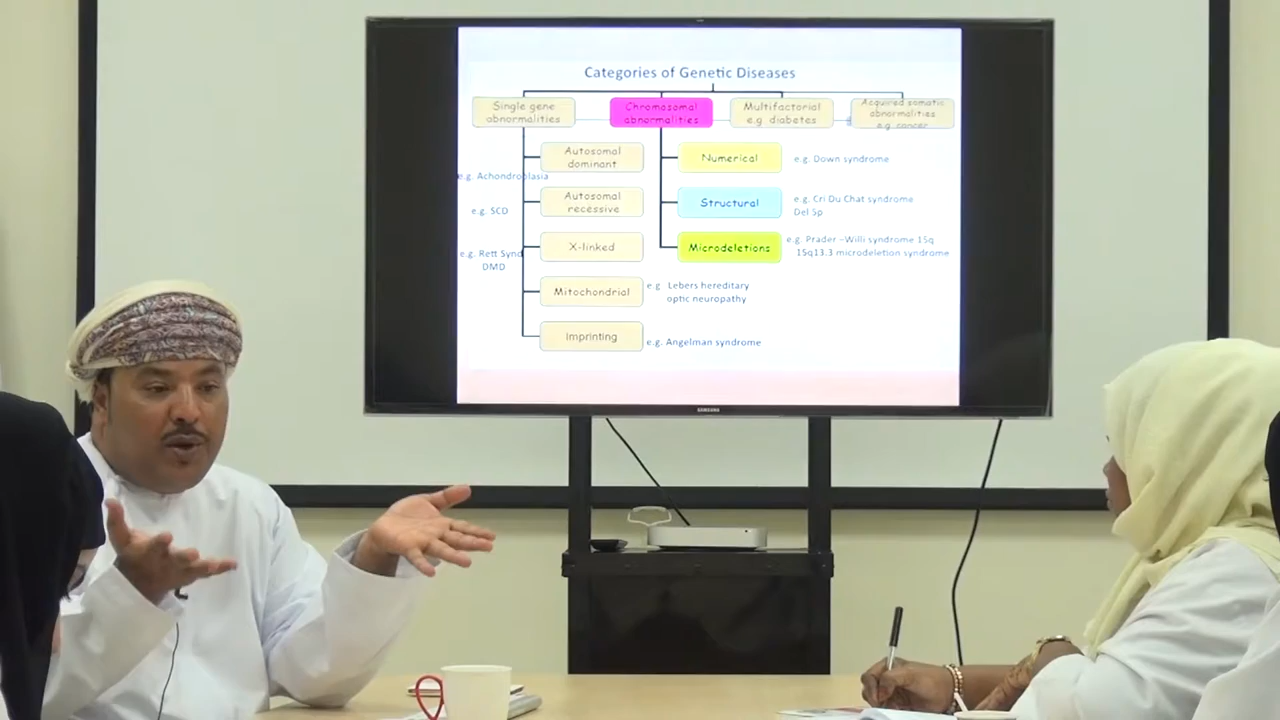 Categories of Genetic Diseases
Single gene
abnormalities
Chromosomal
abnormalities
Multifactorial
e.g diabetes
Acquired somatic
abnormalities
e.g. cancer
Autosomal
dominant
e.g. Achondroplasia
Autosomal
recessive
e.g. SCD
X-linked
e.g. Rett Synd
DMD
Mitochondrial
e.g Lebers hereditary
optic neuropathy
Imprinting
e.g. Angelman syndrome
Numerical
e.g. Down syndrome
Structural
e.g. Cri Du Chat syndrome
Del 5p
Microdeletions
e.g. Prader –Willi syndrome 15q
15q13.3 microdeletion syndrome
SAMSUNG